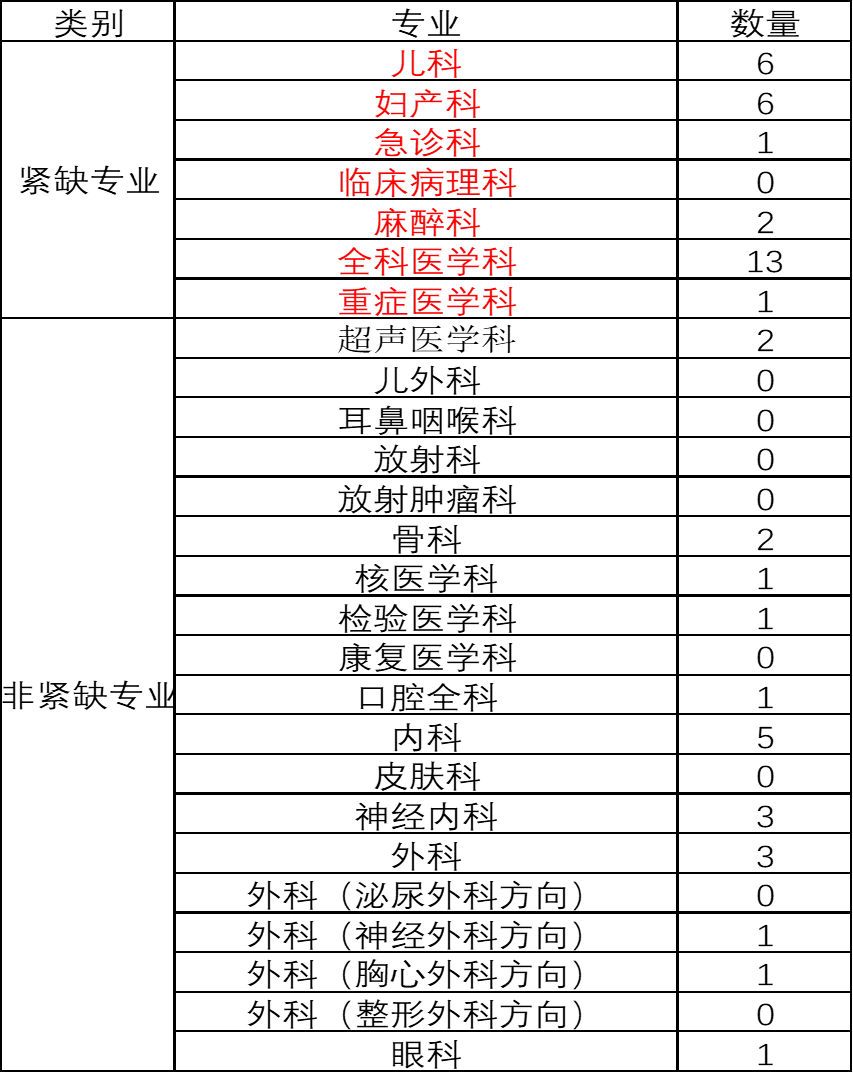 类别 专业 数量
儿科 6
妇产科 6
急诊科 1
紧缺专业 临床病理科 0
麻醉科 2
全科医学科 13
重症医学科 1
超声医学科 2
儿外科 0
耳鼻咽喉科 0
放射科 0
放射肿瘤科 0
骨科 2
核医学科 1
检验医学科 1
康复医学科 0
非紧缺专业 口腔全科 1
内科 5
皮肤科 0
神经内科 3
外科 3
外科（泌尿外科方向） 0
外科（神经外科方向） 1
外科（胸心外科方向） 1
外科（整形外科方向） 0
眼科 1